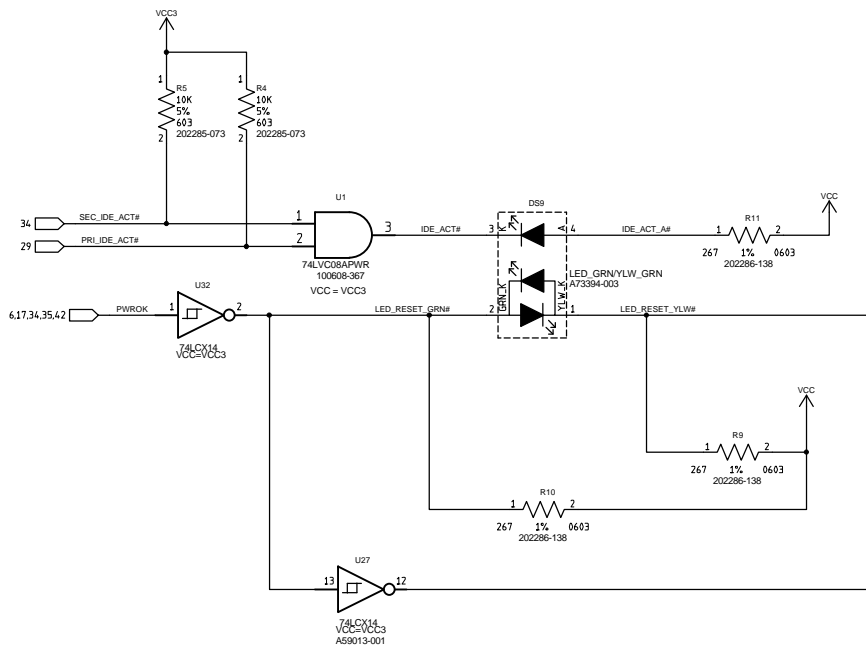 VCC3
1
R5
10K
5%
603
202285-073
2
1
R4
10K
5%
603
202285-073
2
34
SEC_IDE_ACT#
29
PRI_IDE_ACT#
U1
1
2
3
74LVC08APWR
100608-367
VCC = VCC3
IDE_ACT#
DS9
3
K
A
4
IDE_ACT_A#
1
R11
2
267
1%
0603
202286-138
VCC
LED_GRN/YLW_GRN
A73394-003
GRN_K
YLW_K
6,17,34,35,42
PWROK
U32
1
2
74LCX14
VCC=VCC3
LED_RESET_GRN#
2
1
LED_RESET_YLW#
VCC
1
R9
2
267
1%
0603
202286-138
1
R10
2
267
1%
0603
202286-138
U27
13
12
74LCX14
VCC=VCC3
A59013-001